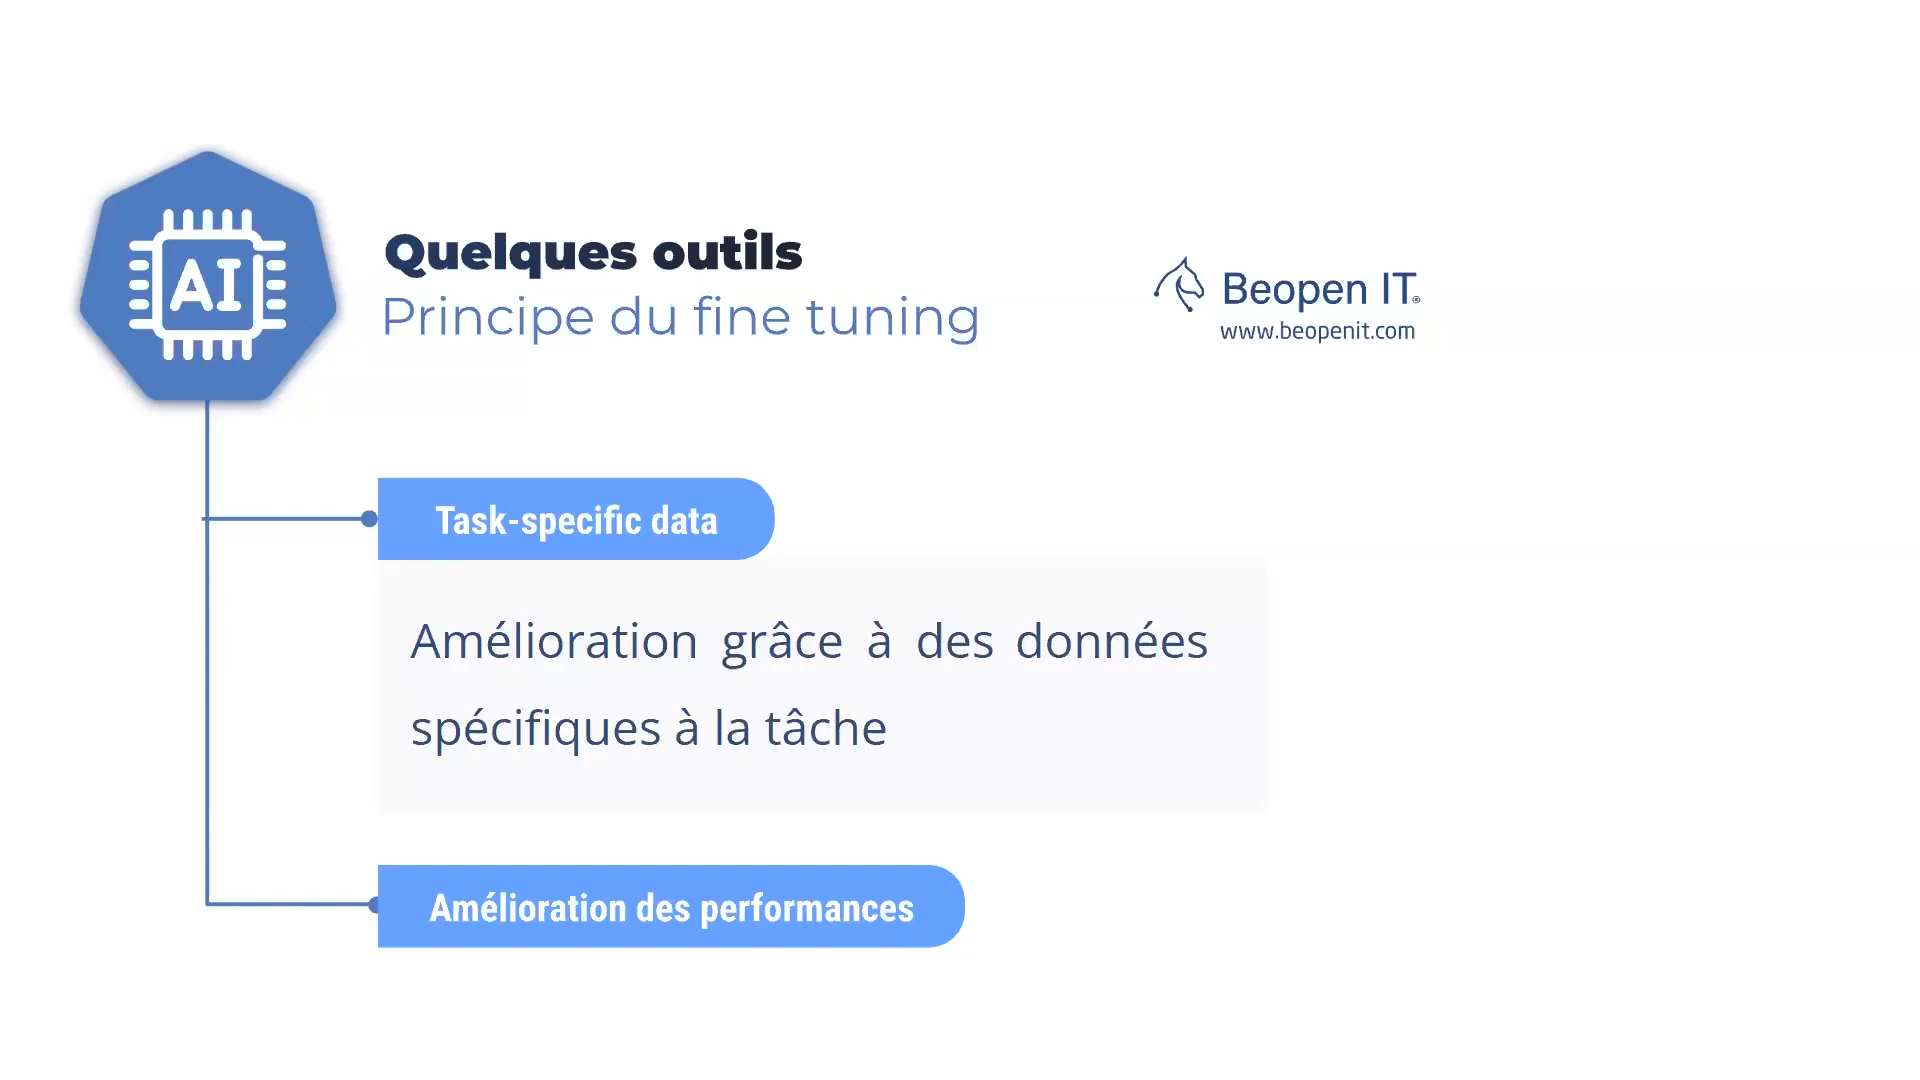 AI
Quelques outils
Principe du fine tuning
Beopen IT®
www.beopenit.com
Task-specific data
Amélioration grâce à des données
spécifiques à la tâche
Amélioration des performances